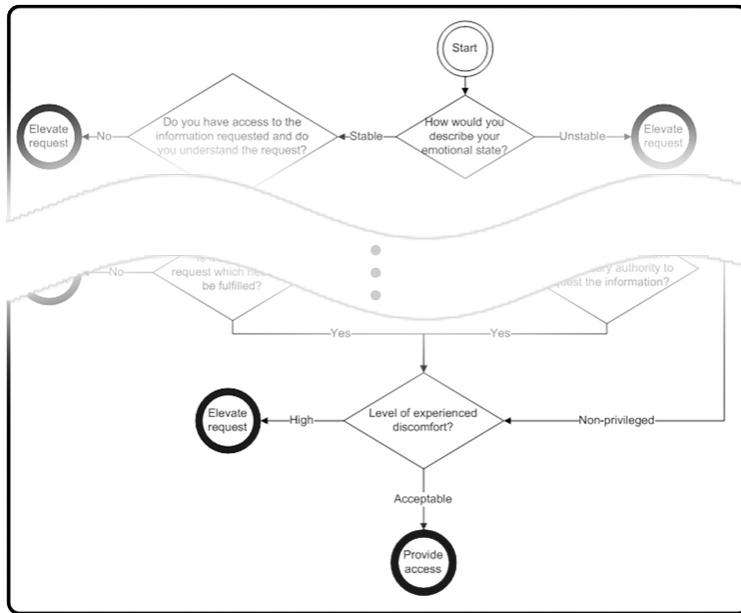 Start
Elevate
request
No
Do you have access to the
information requested and do
you understand the request?
Stable
How would you
describe your
emotional state?
Unstable
Elevate
request
No
request which
be fulfilled?
authority to
the information?
Yes
Yes
Elevate
request
High
Level of experienced
discomfort?
Non-privileged
Acceptable
Provide
access